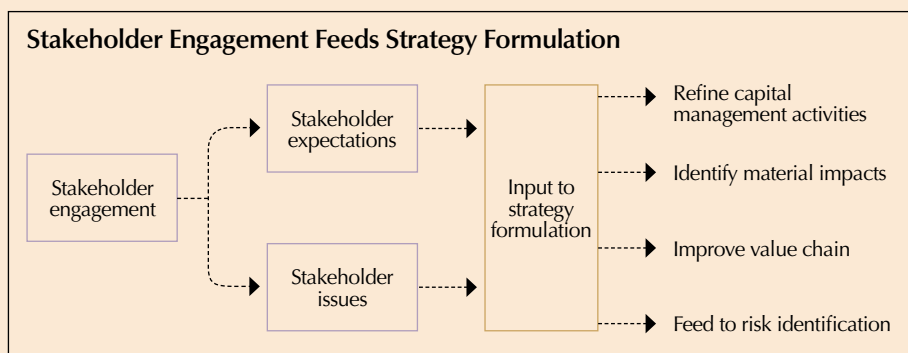 Stakeholder Engagement Feeds Strategy Formulation
Stakeholder
engagement
Stakeholder
expectations
Stakeholder
issues
Input to
strategy
formulation
Refine capital
management activities
Identify material impacts
Improve value chain
Feed to risk identification